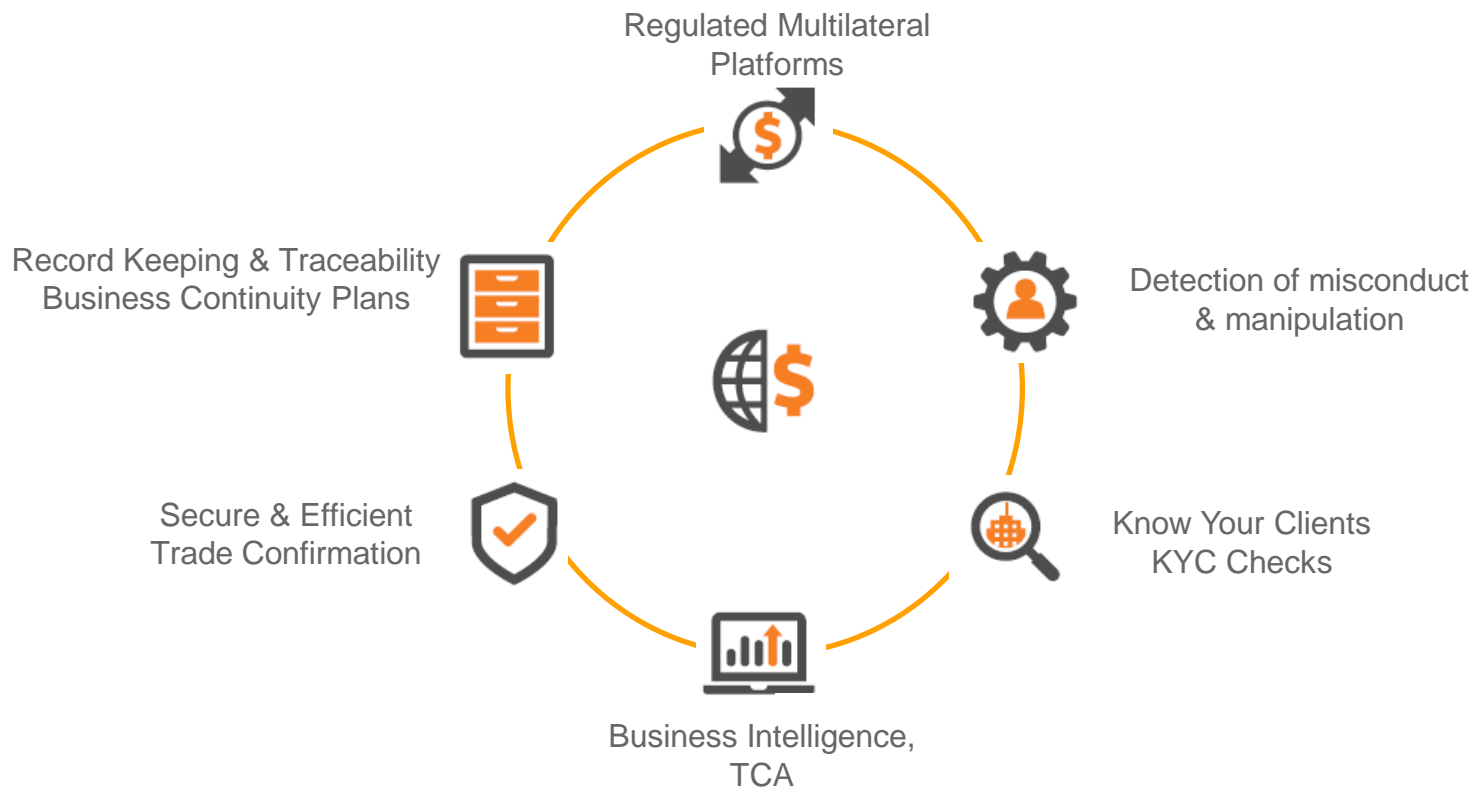 Regulated Multilateral
Platforms
Record Keeping & Traceability
Business Continuity Plans
Detection of misconduct
& manipulation
Secure & Efficient
Trade Confirmation
Know Your Clients
KYC Checks
Business Intelligence,
TCA